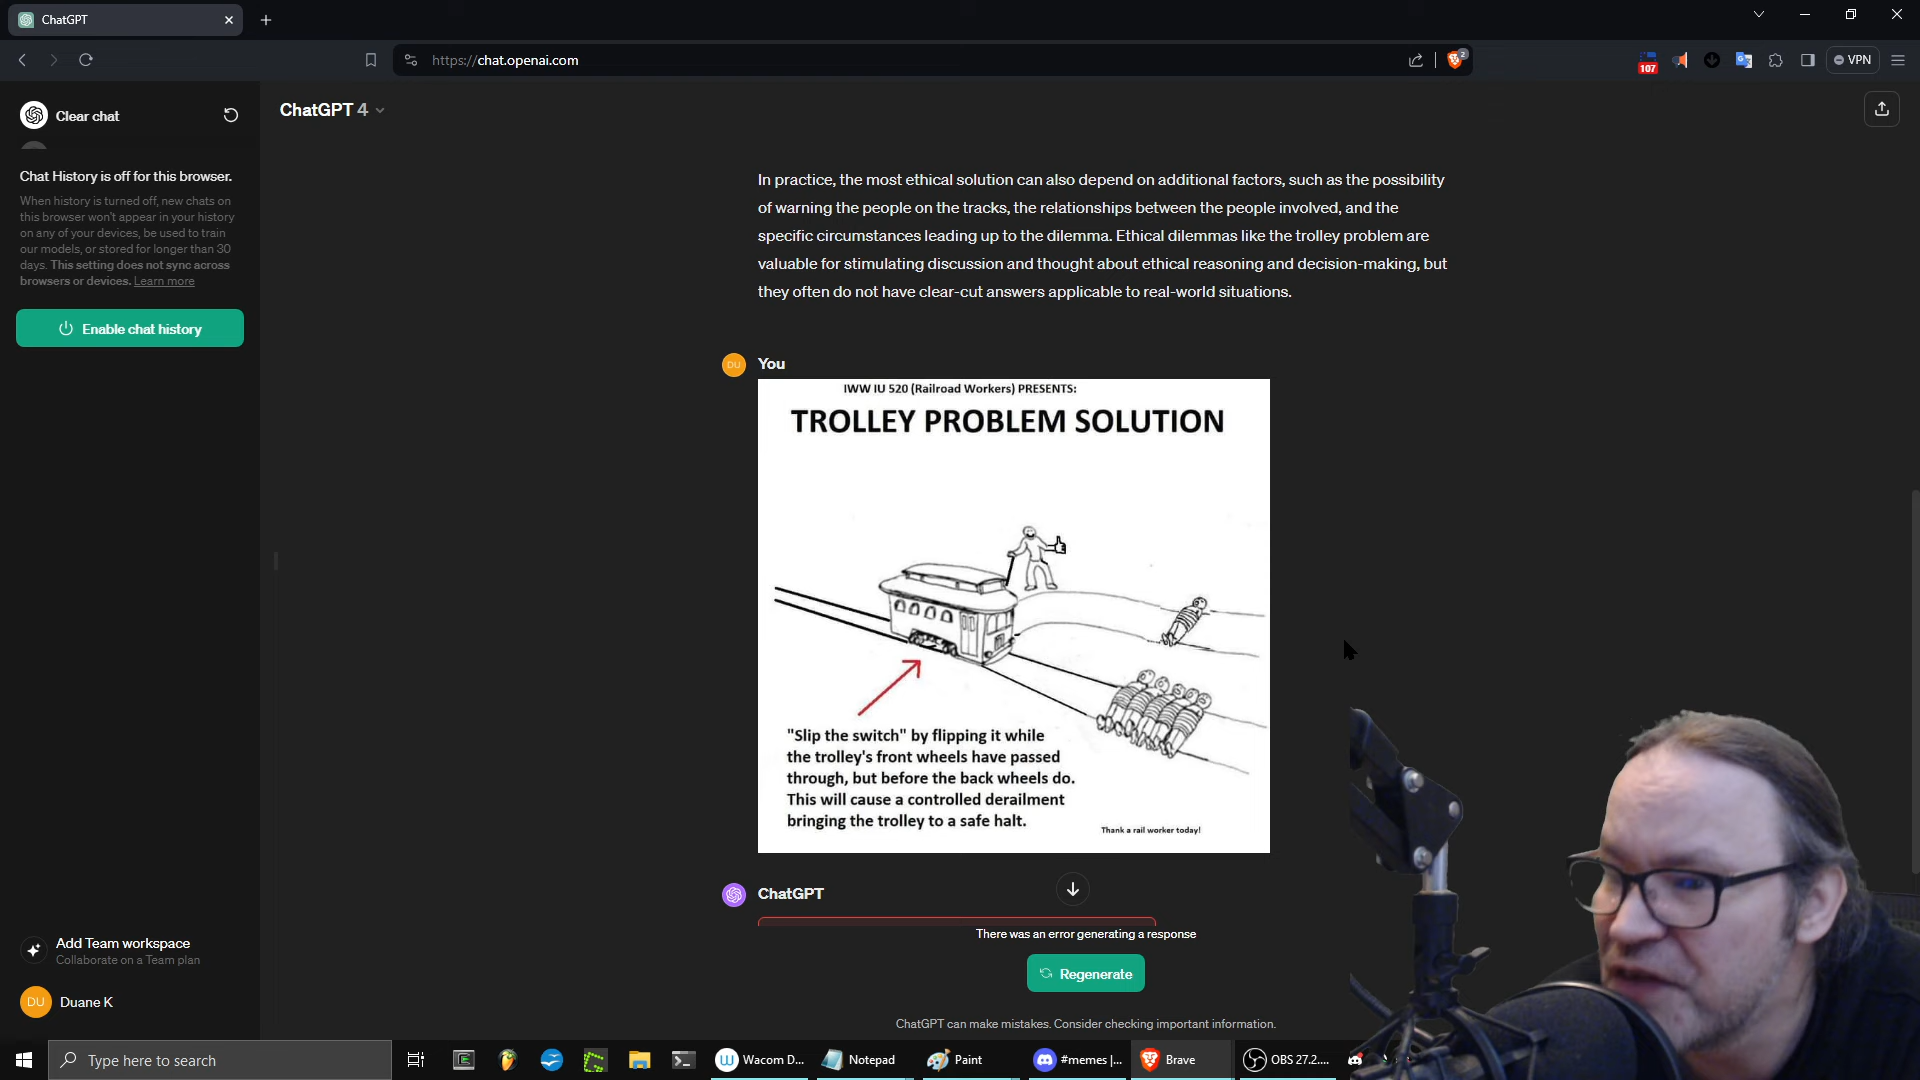 ChatGPT
https://chat.openai.com
2
107
VPN
Clear chat
ChatGPT 4
Chat History is off for this browser.
When history is turned off, new chats on
this browser won't appear in your history
on any of your devices, be used to train
our models, or stored for longer than 30
days. This setting does not sync across
browsers or devices. Learn more
Enable chat history
In practice, the most ethical solution can also depend on additional factors, such as the possibility
of warning the people on the tracks, the relationships between the people involved, and the
specific circumstances leading up to the dilemma. Ethical dilemmas like the trolley problem are
valuable for stimulating discussion and thought about ethical reasoning and decision-making, but
they often do not have clear-cut answers applicable to real-world situations.
DU
You
IWW IU 520 (Railroad Workers) PRESENTS:
TROLLEY PROBLEM SOLUTION
"Slip the switch" by flipping it while
the trolley's front wheels have passed
through, but before the back wheels do.
This will cause a controlled derailment
bringing the trolley to a safe halt.
Thank a rail worker today!
ChatGPT
There was an error generating a response
Regenerate
ChatGPT can make mistakes. Consider checking important information.
Add Team workspace
Collaborate on a Team plan
DU
Duane K
Type here to search
Wacom D...
Notepad
Paint
#memes |...
Brave
OBS 27.2....